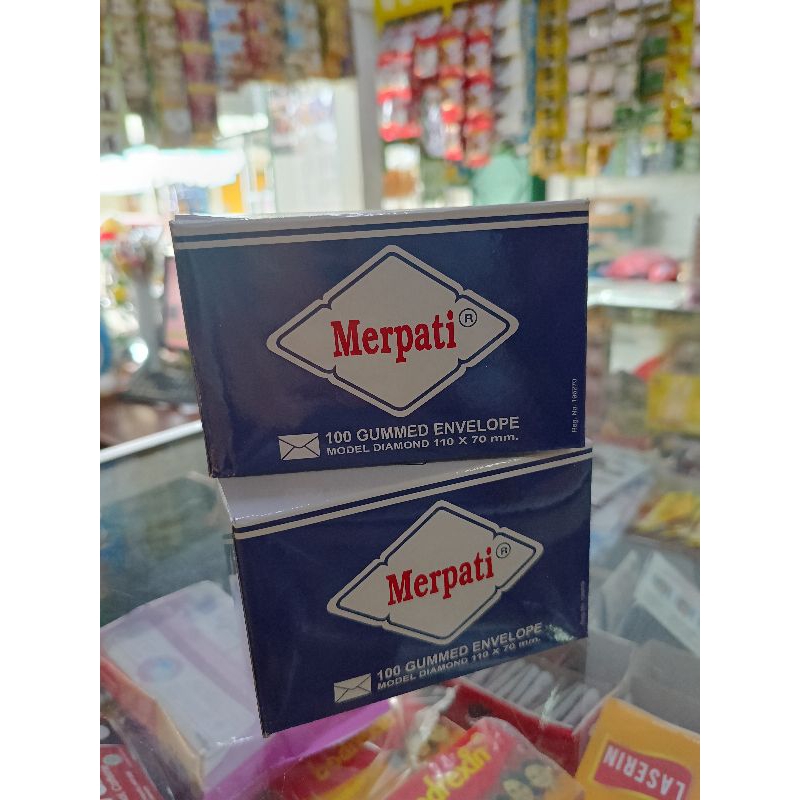 Merpati ®
100 GUMMED ENVELOPE
MODEL DIAMOND 110 X 70 mm.
Merpati ®
100 GUMMED ENVELOPE
MODEL DIAMOND 110 X 70 mm.
LASERIN